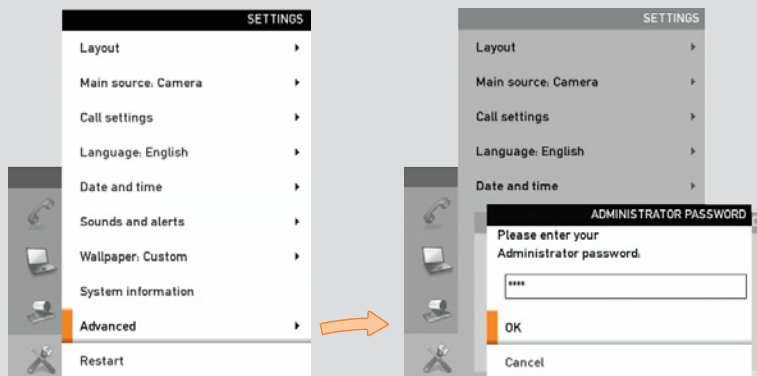 SETTINGS
Layout
Main source: Camera
Call settings
Language: English
Date and time
Sounds and alerts
Wallpaper: Custom
System information
Advanced
Restart
SETTINGS
Layout
Main source: Camera
Call settings
Language: English
Date and time
ADMINISTRATOR PASSWORD
Please enter your
Administrator password:
****
OK
Cancel